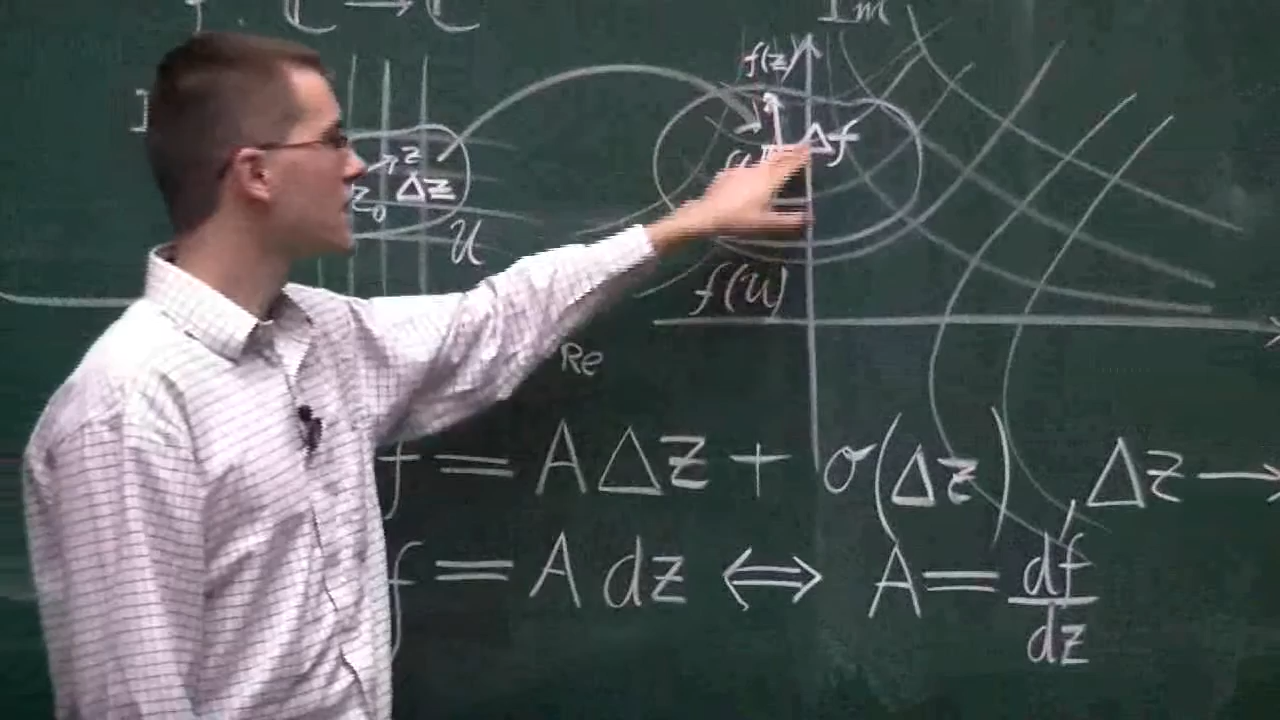 f : ℂ → ℂ
Im
f(z)
z
Δf
z₀ Δz
U
f(U)
Re
f = AΔz + o(Δz), Δz →
f = A dz ⇔ A = df/dz